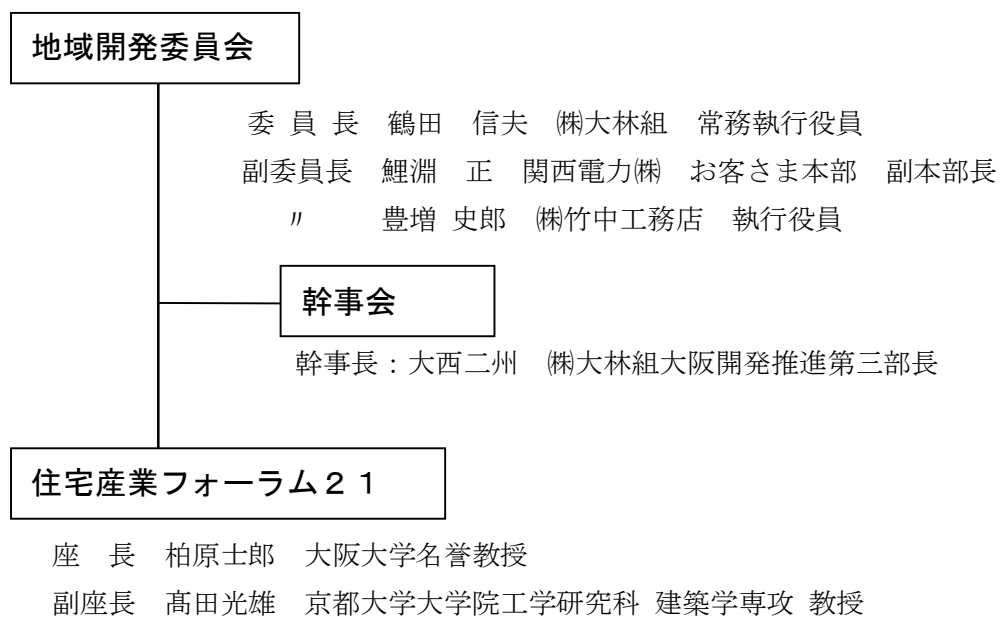 地域開発委員会
委 員 長　鶴田　信夫　㈱大林組　常務執行役員
副委員長　鯉淵　正　関西電力㈱　お客さま本部　副本部長
〃　豊増 史郎　㈱竹中工務店　執行役員
幹事会
幹事長：大西二州　㈱大林組大阪開発推進第三部長
住宅産業フォーラム２１
座　長　柏原士郎　大阪大学名誉教授
副座長　髙田光雄　京都大学大学院工学研究科 建築学専攻 教授